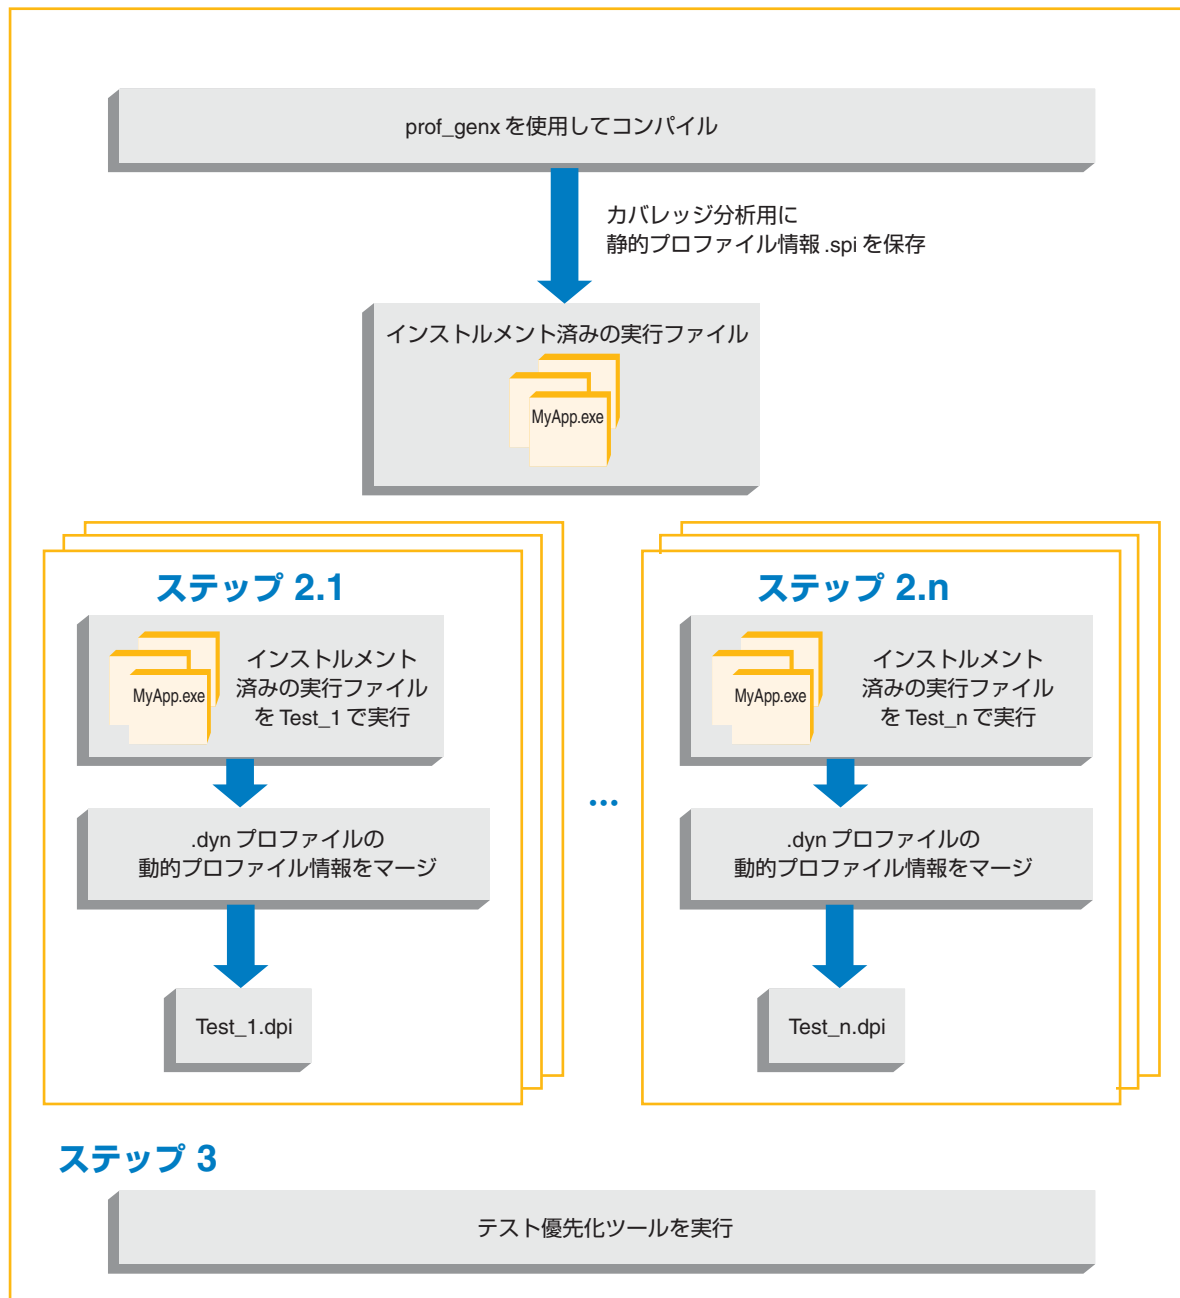 prof_genx を使用してコンパイル
カバレッジ分析用に
静的プロファイル情報 .spi を保存
インストルメント済みの実行ファイル
MyApp.exe
ステップ 2.1
MyApp.exe
インストルメント
済みの実行ファイル
を Test_1 で実行
.dyn プロファイルの
動的プロファイル情報をマージ
Test_1.dpi
...
ステップ 2.n
MyApp.exe
インストルメント
済みの実行ファイル
を Test_n で実行
.dyn プロファイルの
動的プロファイル情報をマージ
Test_n.dpi
ステップ 3
テスト優先化ツールを実行